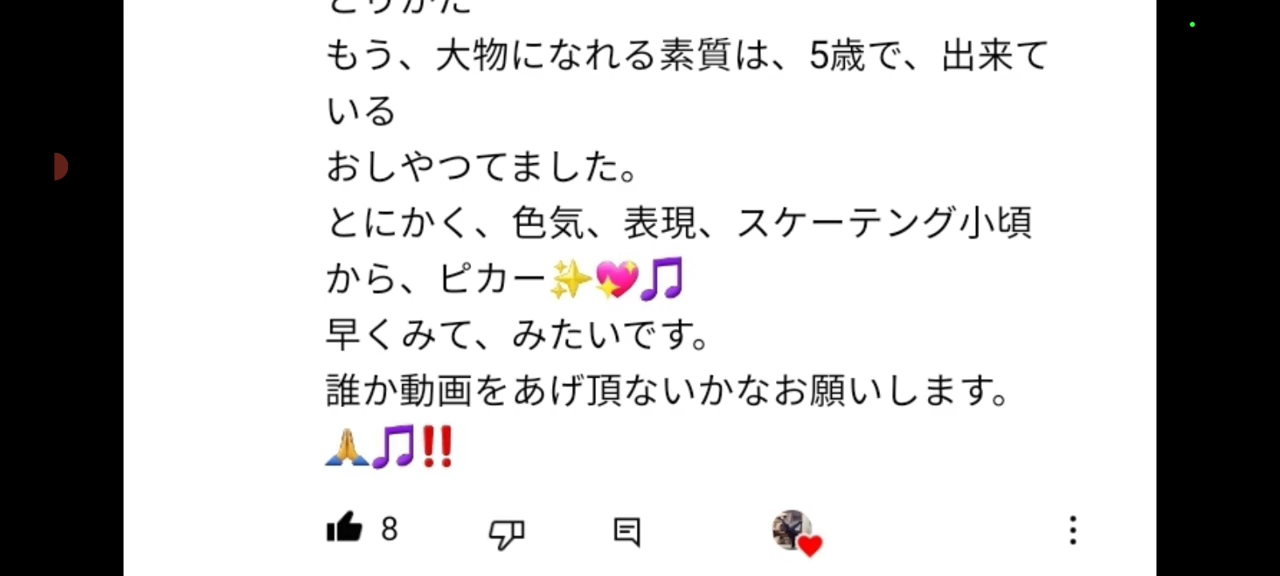 とりかた
もう、大物になれる素質は、5歳で、出来て
いる
おしやつてました。
とにかく、色気、表現、スケーテング小頃
から、ピカー✨💖🎵
早くみて、みたいです。
誰か動画をあげ頂ないかなお願いします。
🙏🎵‼️
8